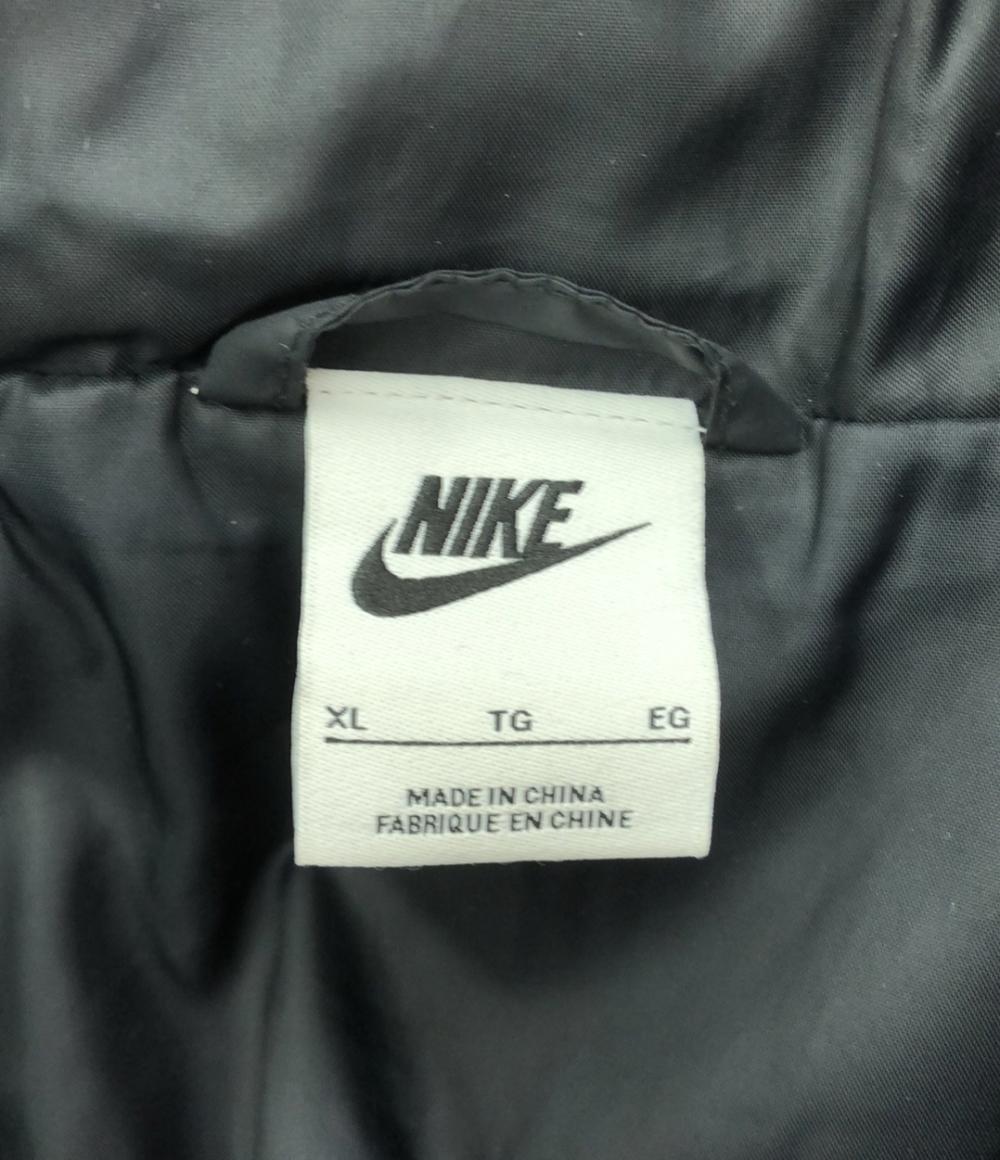 NIKE
XL TG EG
MADE IN CHINA
FABRIQUE EN CHINE